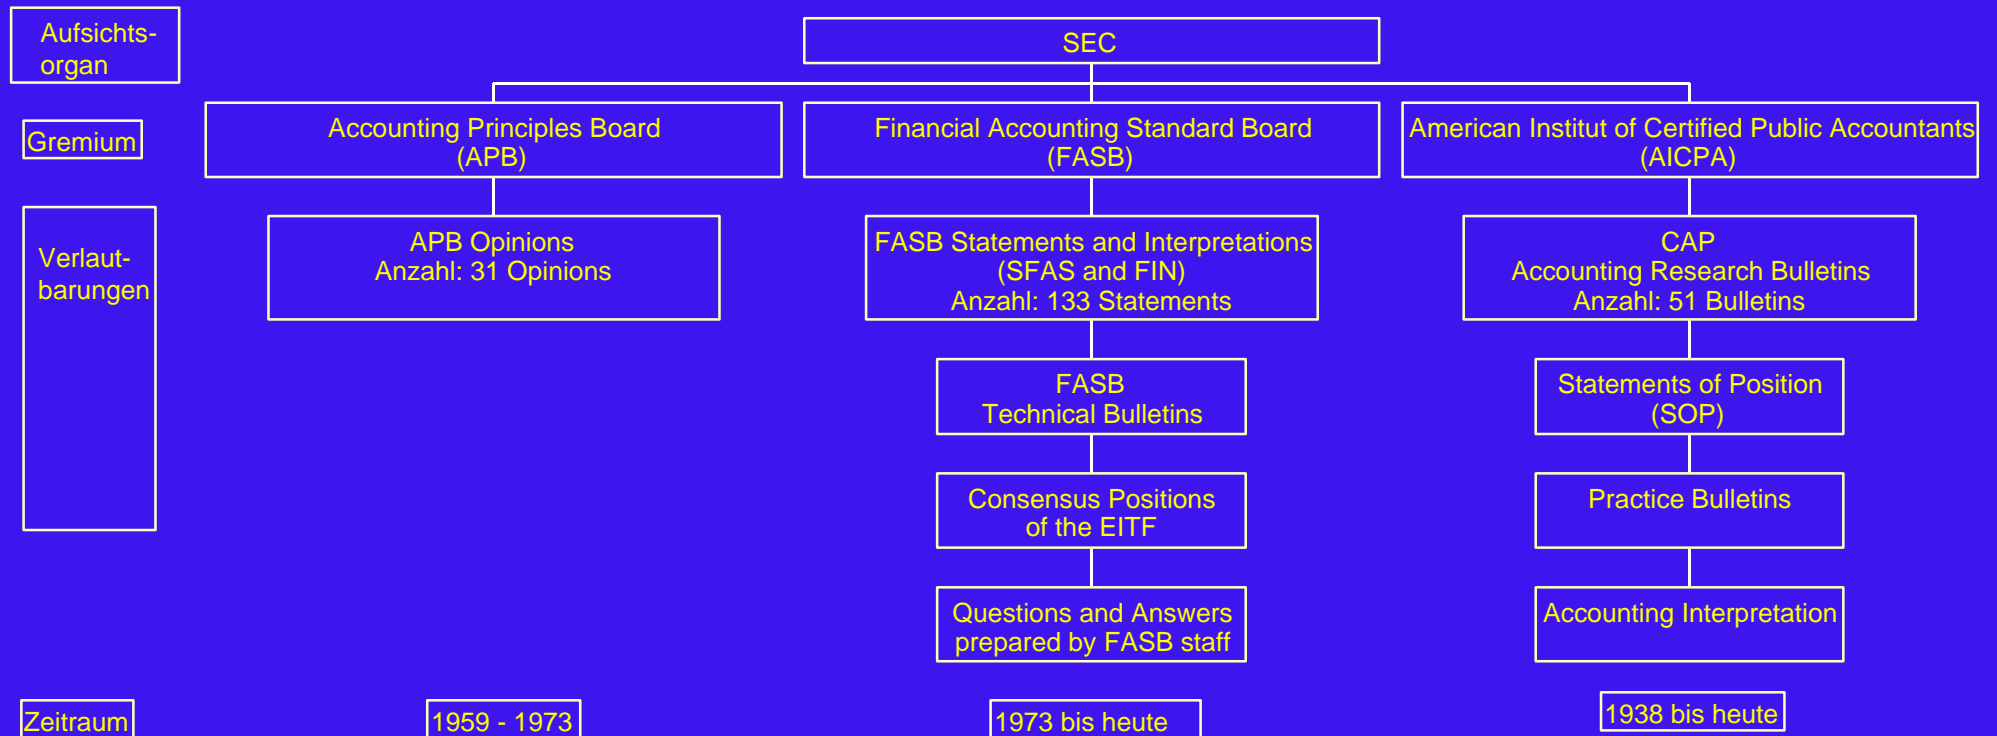 Aufsichts-
organ
SEC
Gremium
Accounting Principles Board
(APB)
Financial Accounting Standard Board
(FASB)
American Institut of Certified Public Accountants
(AICPA)
Verlaut-
barungen
APB Opinions
Anzahl: 31 Opinions
FASB Statements and Interpretations
(SFAS and FIN)
Anzahl: 133 Statements
CAP
Accounting Research Bulletins
Anzahl: 51 Bulletins
FASB
Technical Bulletins
Statements of Position
(SOP)
Consensus Positions
of the EITF
Practice Bulletins
Questions and Answers
prepared by FASB staff
Accounting Interpretation
Zeitraum
1959 - 1973
1973 bis heute
1938 bis heute